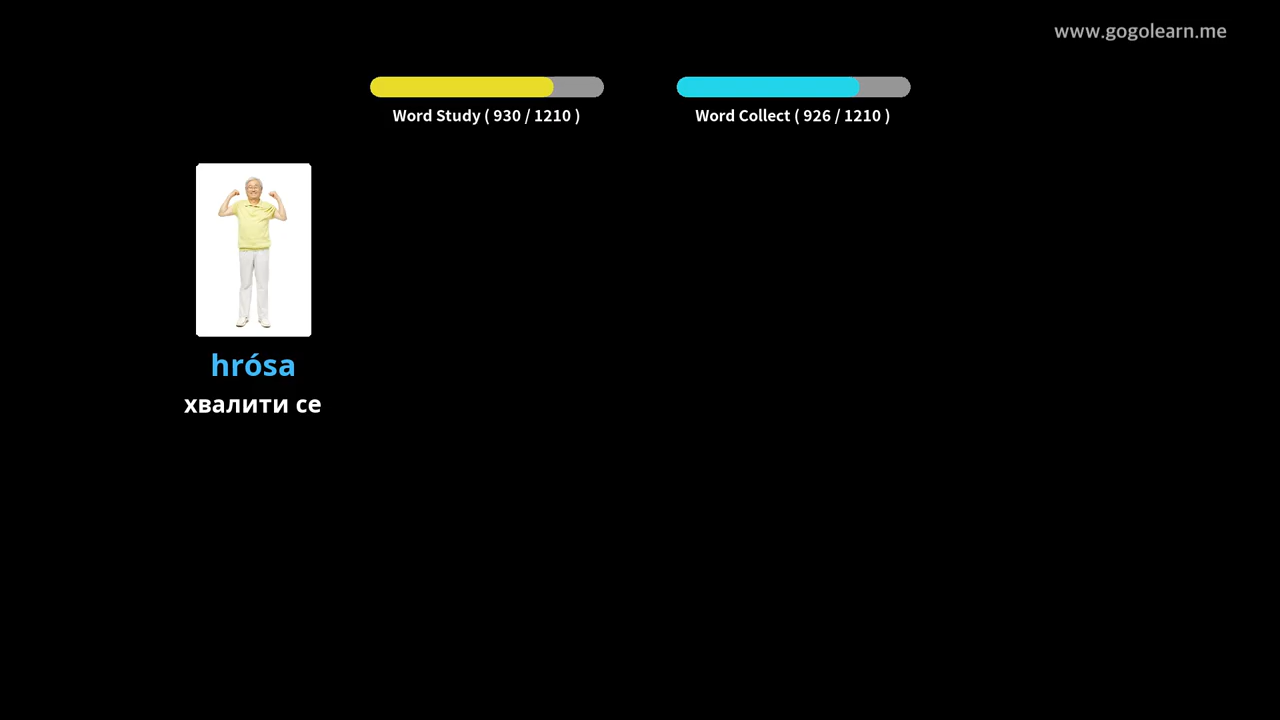 www.gogolearn.me
Word Study ( 930 / 1210 )
Word Collect ( 926 / 1210 )
hrósa
хвалити се